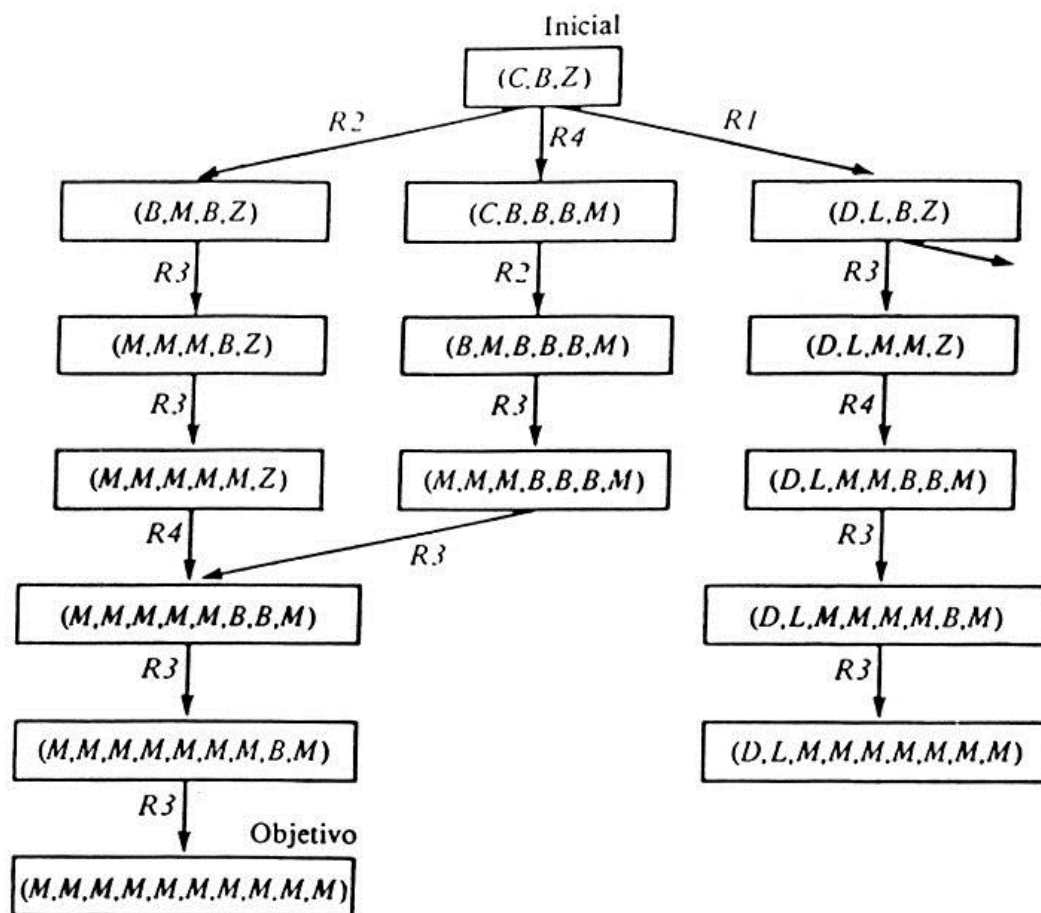 Inicial
(C,B,Z)
R2
R4
R1
(B,M,B,Z)
(C,B,B,B,M)
(D,L,B,Z)
R3
R2
R3
(M,M,M,B,Z)
(B,M,B,B,B,M)
(D,L,M,M,Z)
R3
R3
R4
(M,M,M,M,M,Z)
(M,M,M,B,B,B,M)
(D,L,M,M,B,B,M)
R4
R3
R3
(M,M,M,M,M,B,B,M)
(D,L,M,M,M,M,B,M)
R3
R3
(M,M,M,M,M,M,M,B,M)
(D,L,M,M,M,M,M,M,M)
R3
Objetivo
(M,M,M,M,M,M,M,M,M,M)